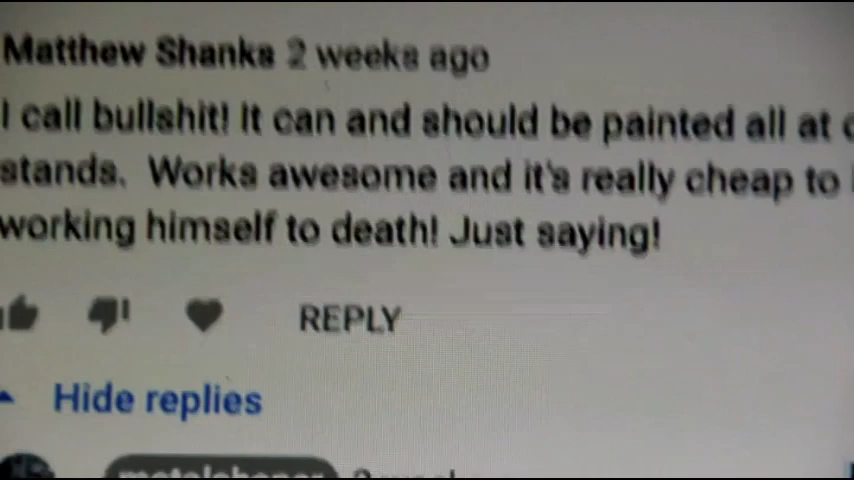 Matthew Shanks 2 weeks ago
I call bullshit! It can and should be painted all at
stands. Works awesome and it's really cheap to
working himself to death! Just saying!
REPLY
Hide replies